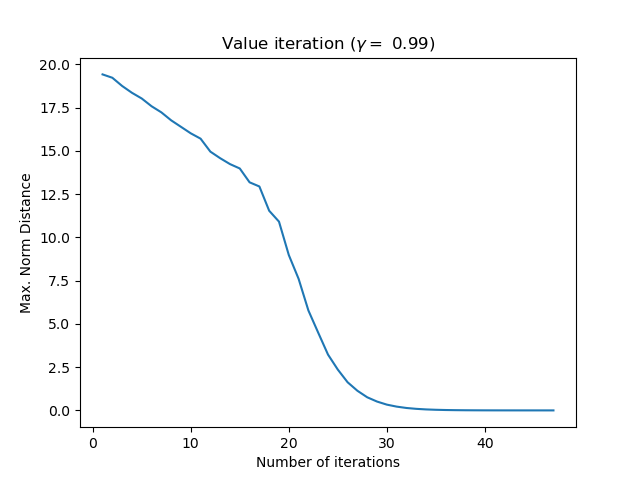 Value iteration (γ = 0.99)
Max. Norm Distance
20.0
17.5
15.0
12.5
10.0
7.5
5.0
2.5
0.0
0 10 20 30 40
Number of iterations